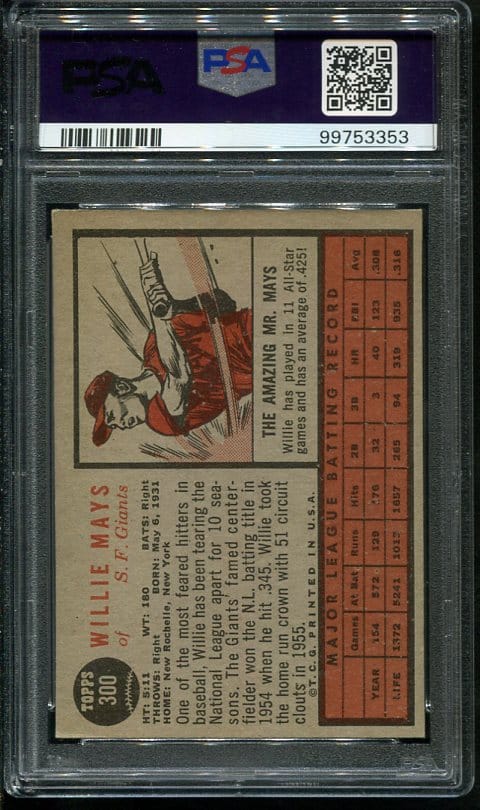 PSA
PSA
99753353
TOPPS
300
WILLIE MAYS
of S. F. Giants
HT: 5:11 WT: 180 BATS: Right
THROWS: Right BORN: May 6, 1931
HOME: New Rochelle, New York
One of the most feared hitters in
baseball, Willie has been tearing the
National League apart for 10 sea-
sons. The Giants' famed center-
fielder won the N.L. batting title in
1954 when he hit .345. Willie took
the home run crown with 51 circuit
clouts in 1955.
©T.C.G. PRINTED IN U.S.A.
THE AMAZING MR. MAYS
Willie has played in 11 All-Star
games and has an average of .425!
MAJOR LEAGUE BATTING RECORD
Games At Bat Runs Hits 2B 3B HR RBI Avg
YEAR 154 572 129 176 32 3 40 123 .308
LIFE 1372 5241 1017 1657 265 94 319 935 .316